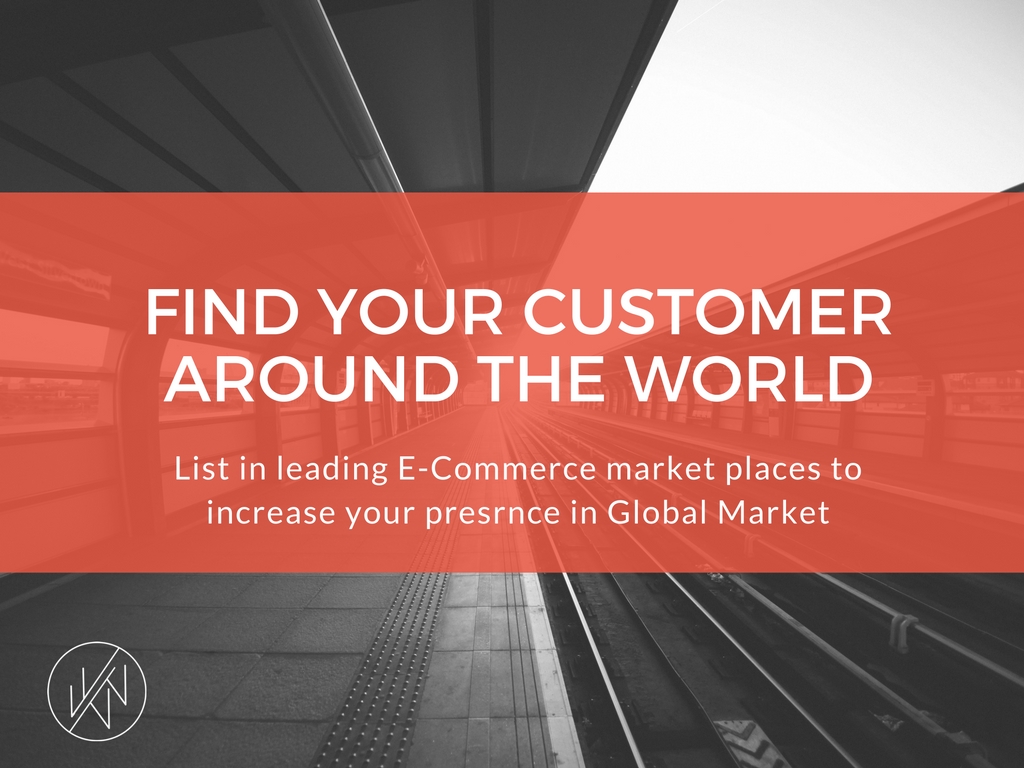 FIND YOUR CUSTOMER
AROUND THE WORLD
List in leading E-Commerce market places to
increase your presrnce in Global Market